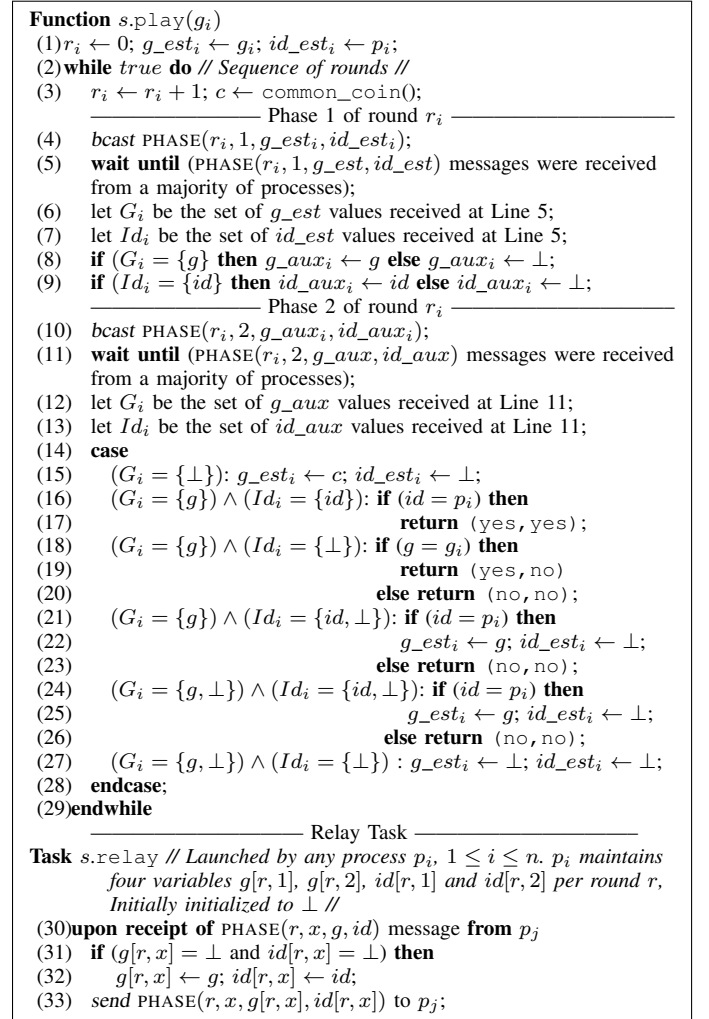 Function s.play(g_i)
(1) r_i ← 0; g_est_i ← g_i; id_est_i ← p_i;
(2) while true do // Sequence of rounds //
(3) r_i ← r_i + 1; c ← common_coin();
Phase 1 of round r_i
(4) bcast PHASE(r_i, 1, g_est_i, id_est_i);
(5) wait until (PHASE(r_i, 1, g_est, id_est) messages were received
from a majority of processes);
(6) let G_i be the set of g_est values received at Line 5;
(7) let Id_i be the set of id_est values received at Line 5;
(8) if (G_i = {g} then g_aux_i ← g else g_aux_i ← ⊥;
(9) if (Id_i = {id} then id_aux_i ← id else id_aux_i ← ⊥;
Phase 2 of round r_i
(10) bcast PHASE(r_i, 2, g_aux_i, id_aux_i);
(11) wait until (PHASE(r_i, 2, g_aux, id_aux) messages were received
from a majority of processes);
(12) let G_i be the set of g_aux values received at Line 11;
(13) let Id_i be the set of id_aux values received at Line 11;
(14) case
(15) (G_i = {⊥}): g_est_i ← c; id_est_i ← ⊥;
(16) (G_i = {g}) ∧ (Id_i = {id}): if (id = p_i) then
(17) return (yes,yes);
(18) (G_i = {g}) ∧ (Id_i = {⊥}): if (g = g_i) then
(19) return (yes,no)
(20) else return (no,no);
(21) (G_i = {g}) ∧ (Id_i = {id, ⊥}): if (id = p_i) then
(22) g_est_i ← g; id_est_i ← ⊥;
(23) else return (no,no);
(24) (G_i = {g, ⊥}) ∧ (Id_i = {id, ⊥}): if (id = p_i) then
(25) g_est_i ← g; id_est_i ← ⊥;
(26) else return (no,no);
(27) (G_i = {g, ⊥}) ∧ (Id_i = {⊥}) : g_est_i ← ⊥; id_est_i ← ⊥;
(28) endcase;
(29) endwhile
Relay Task
Task s.relay // Launched by any process p_i, 1 ≤ i ≤ n. p_i maintains
four variables g[r, 1], g[r, 2], id[r, 1] and id[r, 2] per round r,
Initially initialized to ⊥ //
(30) upon receipt of PHASE(r, x, g, id) message from p_j
(31) if (g[r, x] = ⊥ and id[r, x] = ⊥) then
(32) g[r, x] ← g; id[r, x] ← id;
(33) send PHASE(r, x, g[r, x], id[r, x]) to p_j;